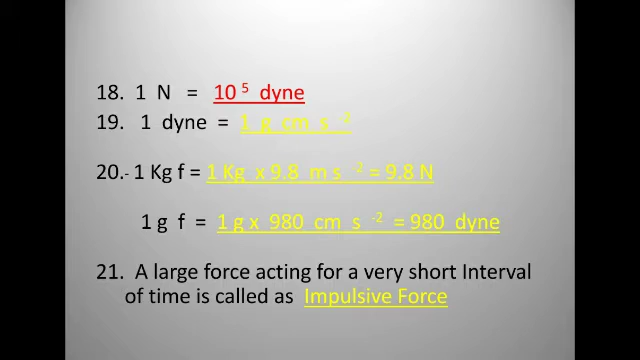 18. 1 N = 10 5 dyne
19. 1 dyne = 1 g cm s -2
20.- 1 Kg f = 1 Kg x 9.8 m s -2 = 9.8 N
1 g f = 1 g x 980 cm s -2 = 980 dyne
21. A large force acting for a very short Interval
of time is called as Impulsive Force